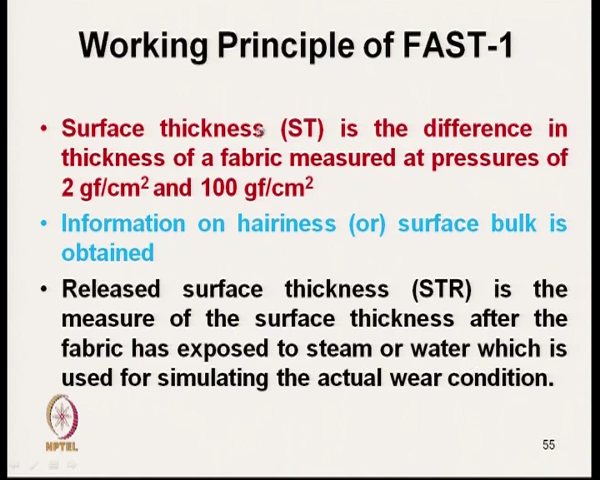 Working Principle of FAST-1
• Surface thickness (ST) is the difference in
thickness of a fabric measured at pressures of
2 gf/cm² and 100 gf/cm²
• Information on hairiness (or) surface bulk is
obtained
• Released surface thickness (STR) is the
measure of the surface thickness after the
fabric has exposed to steam or water which is
used for simulating the actual wear condition.
NPTEL
55